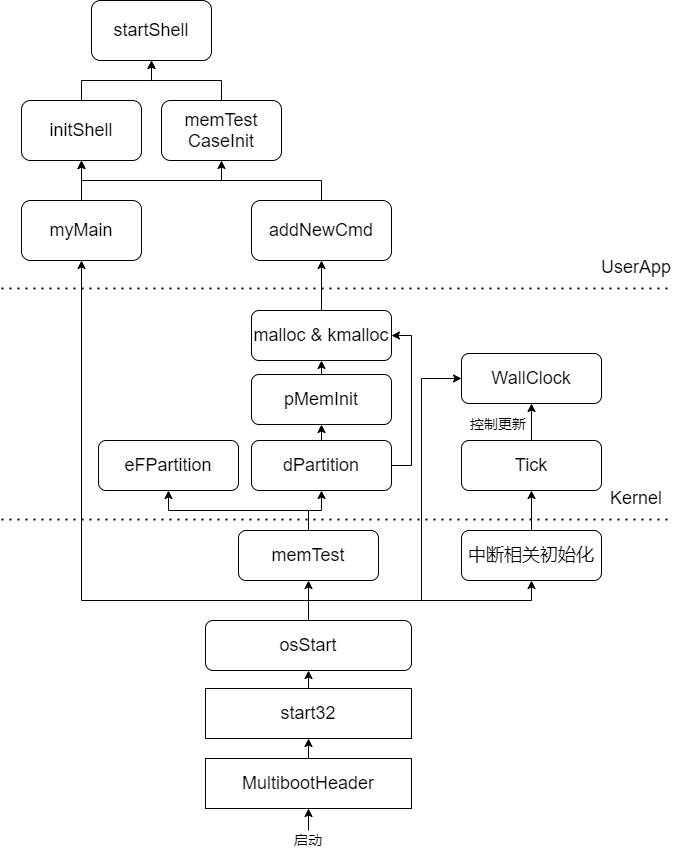 startShell
initShell
memTest
CaseInit
myMain
addNewCmd
UserApp
malloc & kmalloc
WallClock
pMemInit
控制更新
eFPartition
dPartition
Tick
Kernel
memTest
中断相关初始化
osStart
start32
MultibootHeader
启动